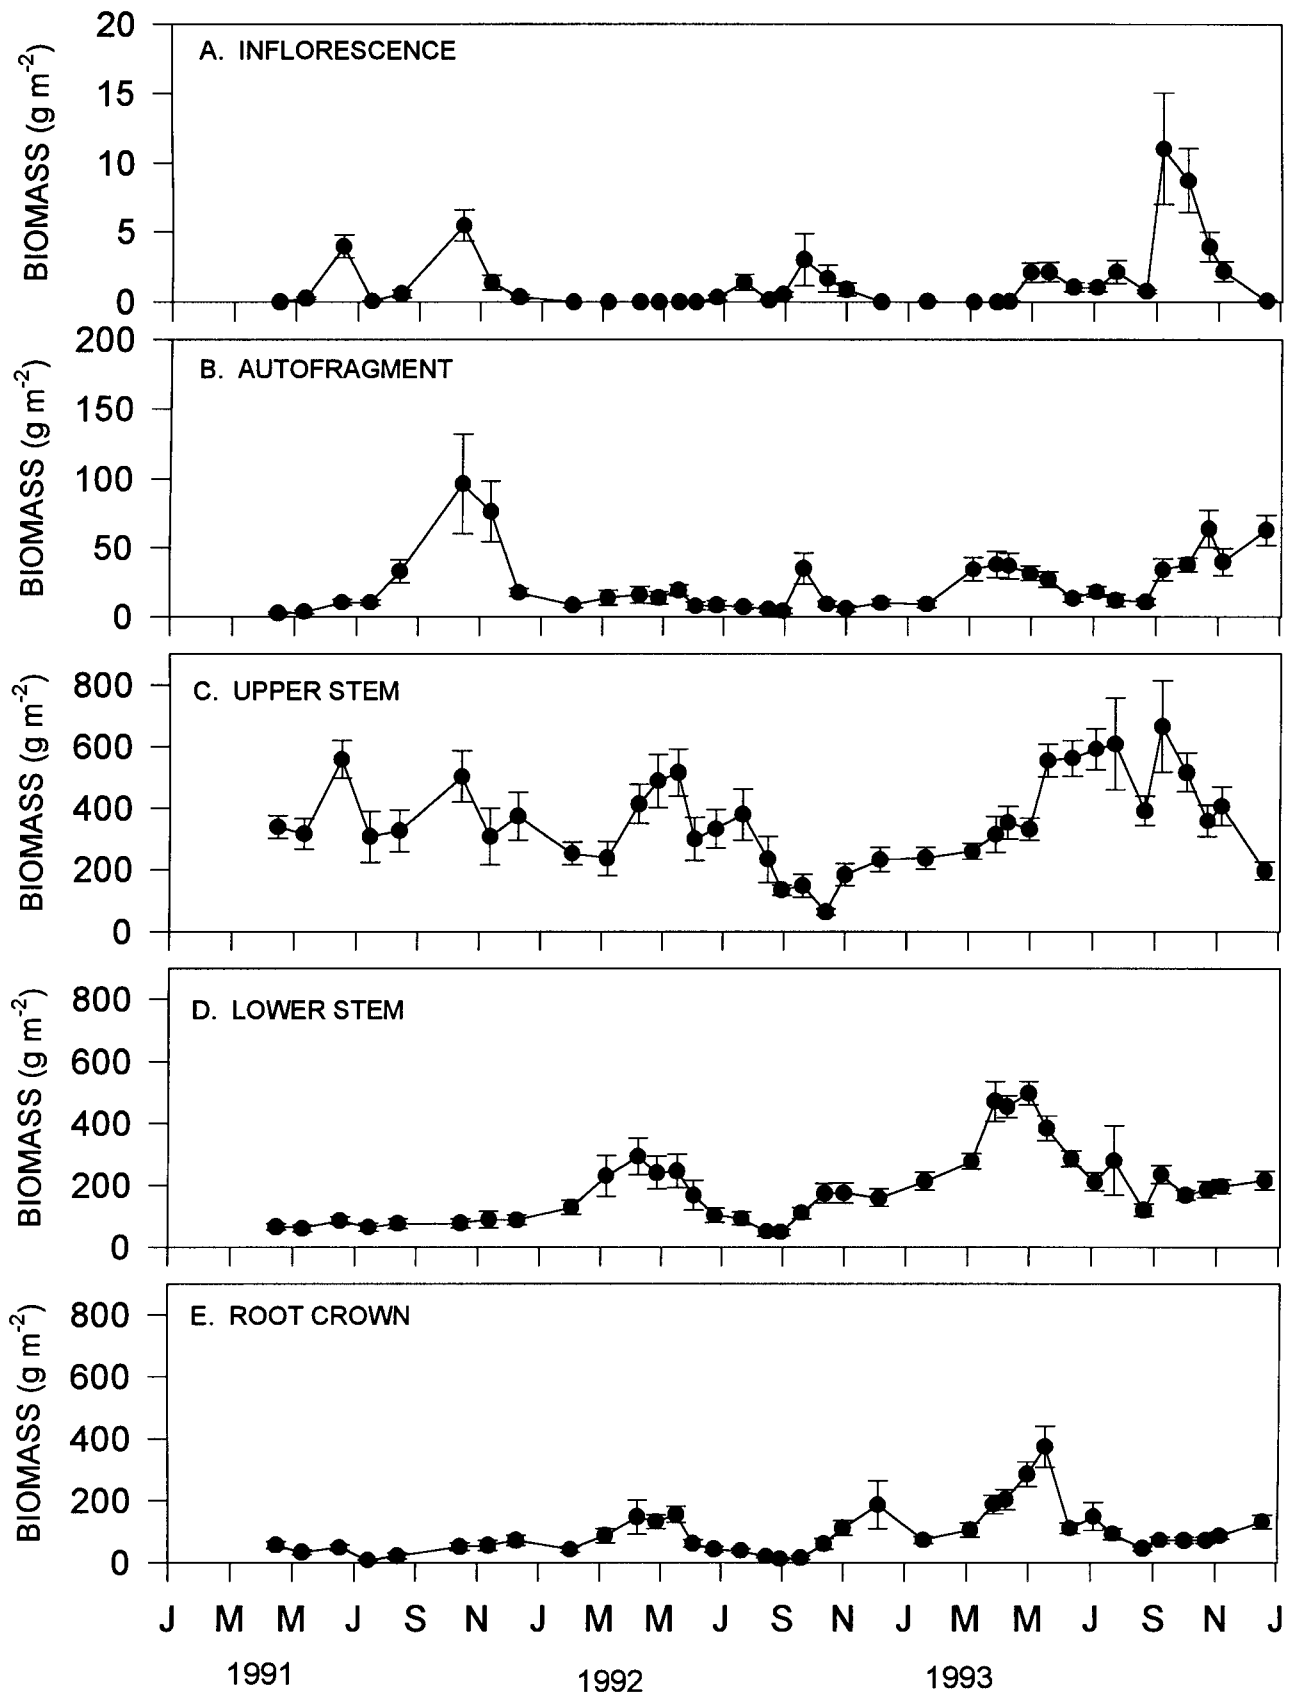 A. INFLORESCENCE
BIOMASS (g m-2)
20
15
10
5
0
B. AUTOFRAGMENT
BIOMASS (g m-2)
200
150
100
50
0
C. UPPER STEM
BIOMASS (g m-2)
800
600
400
200
0
D. LOWER STEM
BIOMASS (g m-2)
800
600
400
200
0
E. ROOT CROWN
BIOMASS (g m-2)
800
600
400
200
0
J M M J S N J M M J S N J M M J S N J
1991 1992 1993